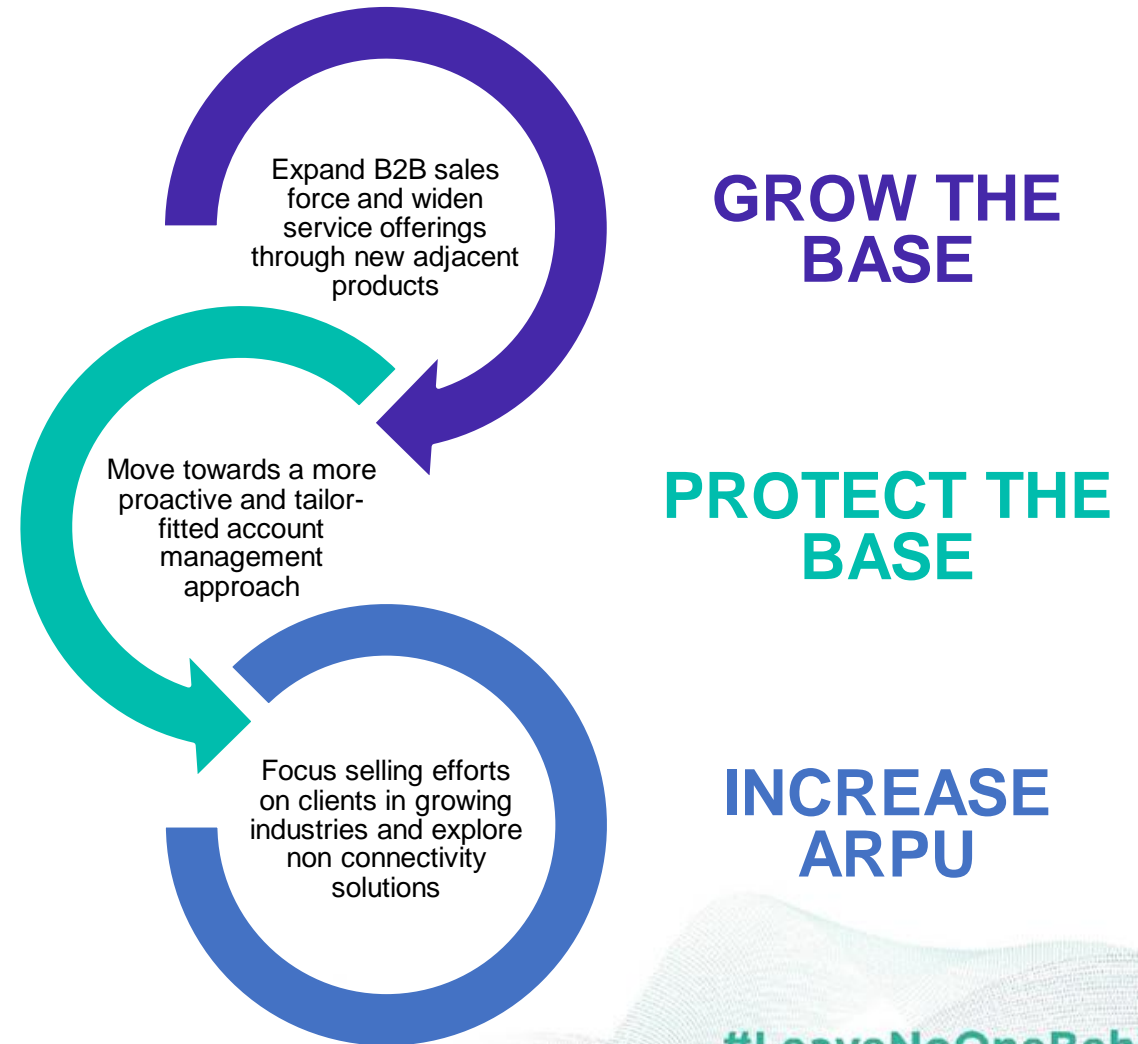 Expand B2B sales
force and widen
service offerings
through new adjacent
products
GROW THE
BASE
Move towards a more
proactive and tailor-
fitted account
management
approach
PROTECT THE
BASE
Focus selling efforts
on clients in growing
industries and explore
non connectivity
solutions
INCREASE
ARPU